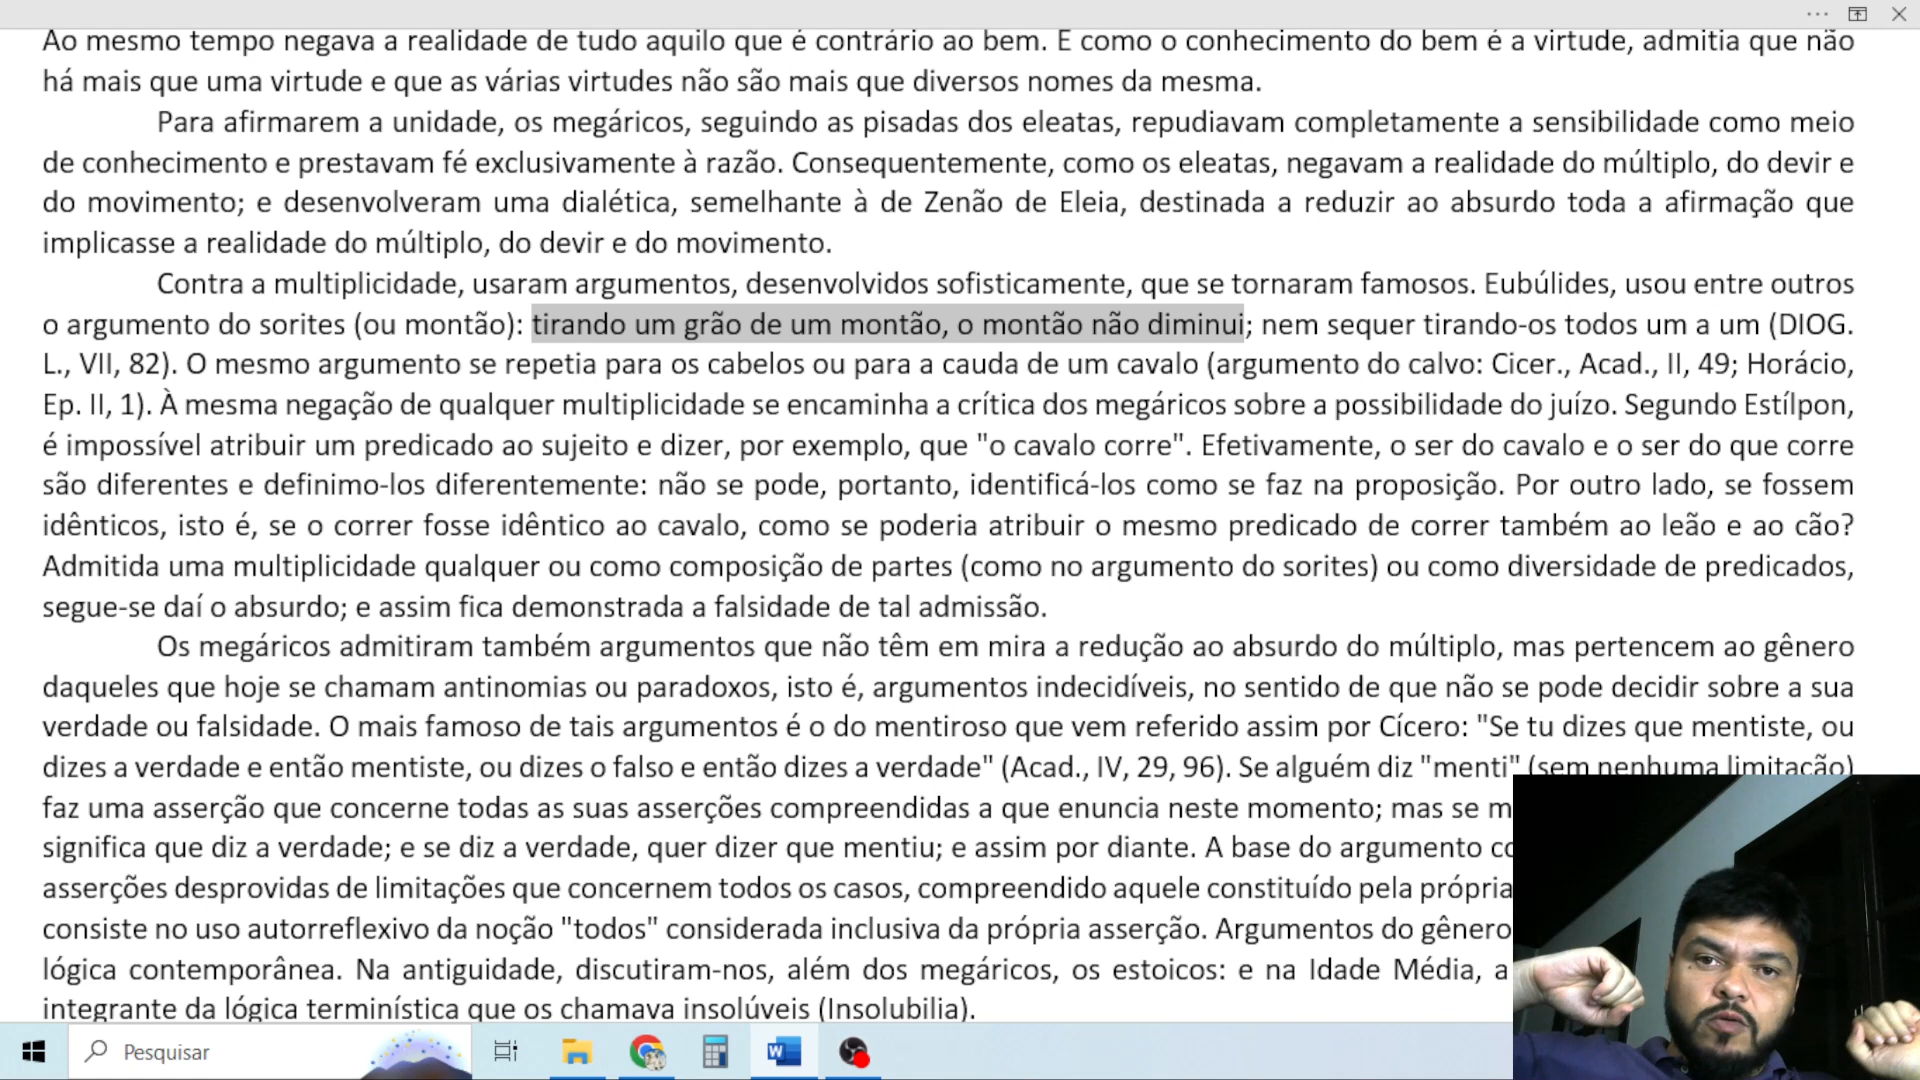 Ao mesmo tempo negava a realidade de tudo aquilo que é contrário ao bem. E como o conhecimento do bem é a virtude, admitia que não
há mais que uma virtude e que as várias virtudes não são mais que diversos nomes da mesma.
Para afirmarem a unidade, os megáricos, seguindo as pisadas dos eleatas, repudiavam completamente a sensibilidade como meio
de conhecimento e prestavam fé exclusivamente à razão. Consequentemente, como os eleatas, negavam a realidade do múltiplo, do devir e
do movimento; e desenvolveram uma dialética, semelhante à de Zenão de Eleia, destinada a reduzir ao absurdo toda a afirmação que
implicasse a realidade do múltiplo, do devir e do movimento.
Contra a multiplicidade, usaram argumentos, desenvolvidos sofisticamente, que se tornaram famosos. Eubúlides, usou entre outros
o argumento do sorites (ou montão): tirando um grão de um montão, o montão não diminui; nem sequer tirando-os todos um a um (DIOG.
L., VII, 82). O mesmo argumento se repetia para os cabelos ou para a cauda de um cavalo (argumento do calvo: Cicer., Acad., II, 49; Horácio,
Ep. II, 1). À mesma negação de qualquer multiplicidade se encaminha a crítica dos megáricos sobre a possibilidade do juízo. Segundo Estílpon,
é impossível atribuir um predicado ao sujeito e dizer, por exemplo, que "o cavalo corre". Efetivamente, o ser do cavalo e o ser do que corre
são diferentes e definimo-los diferentemente: não se pode, portanto, identificá-los como se faz na proposição. Por outro lado, se fossem
idênticos, isto é, se o correr fosse idêntico ao cavalo, como se poderia atribuir o mesmo predicado de correr também ao leão e ao cão?
Admitida uma multiplicidade qualquer ou como composição de partes (como no argumento do sorites) ou como diversidade de predicados,
segue-se daí o absurdo; e assim fica demonstrada a falsidade de tal admissão.
Os megáricos admitiram também argumentos que não têm em mira a redução ao absurdo do múltiplo, mas pertencem ao gênero
daqueles que hoje se chamam antinomias ou paradoxos, isto é, argumentos indecidíveis, no sentido de que não se pode decidir sobre a sua
verdade ou falsidade. O mais famoso de tais argumentos é o do mentiroso que vem referido assim por Cícero: "Se tu dizes que mentiste, ou
dizes a verdade e então mentiste, ou dizes o falso e então dizes a verdade" (Acad., IV, 29, 96). Se alguém diz "menti" (sem nenhuma limitação)
faz uma asserção que concerne todas as suas asserções compreendidas a que enuncia neste momento; mas se m
significa que diz a verdade; e se diz a verdade, quer dizer que mentiu; e assim por diante. A base do argumento co
asserções desprovidas de limitações que concernem todos os casos, compreendido aquele constituído pela própria
consiste no uso autorreflexivo da noção "todos" considerada inclusiva da própria asserção. Argumentos do gênero
lógica contemporânea. Na antiguidade, discutiram-nos, além dos megáricos, os estoicos: e na Idade Média, a
integrante da lógica terminística que os chamava insolúveis (Insolubilia).
Pesquisar